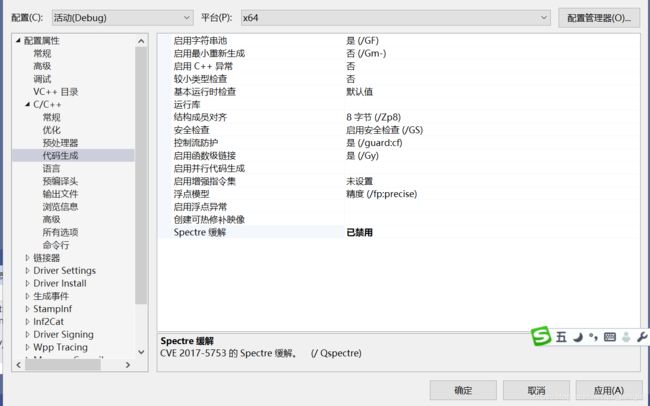 配置(C): 活动(Debug) 平台(P): x64 配置管理器(O)...
配置属性
常规
高级
调试
VC++ 目录
C/C++
常规
优化
预处理器
代码生成
语言
预编译头
输出文件
浏览信息
高级
所有选项
命令行
链接器
Driver Settings
Driver Install
生成事件
StampInf
Inf2Cat
Driver Signing
Wpp Tracing
启用字符串池 是 (/GF)
启用最小重新生成 否 (/Gm-)
启用 C++ 异常 否
较小类型检查 否
基本运行时检查 默认值
运行库
结构成员对齐 8 字节 (/Zp8)
安全检查 启用安全检查 (/GS)
控制流防护 是 (/guard:cf)
启用函数级链接 是 (/Gy)
启用并行代码生成
启用增强指令集 未设置
浮点模型 精度 (/fp:precise)
启用浮点异常
创建可热修补映像
Spectre 缓解 已禁用
Spectre 缓解
CVE 2017-5753 的 Spectre 缓解。 (/ Qspectre)
五
确定 取消 应用(A)